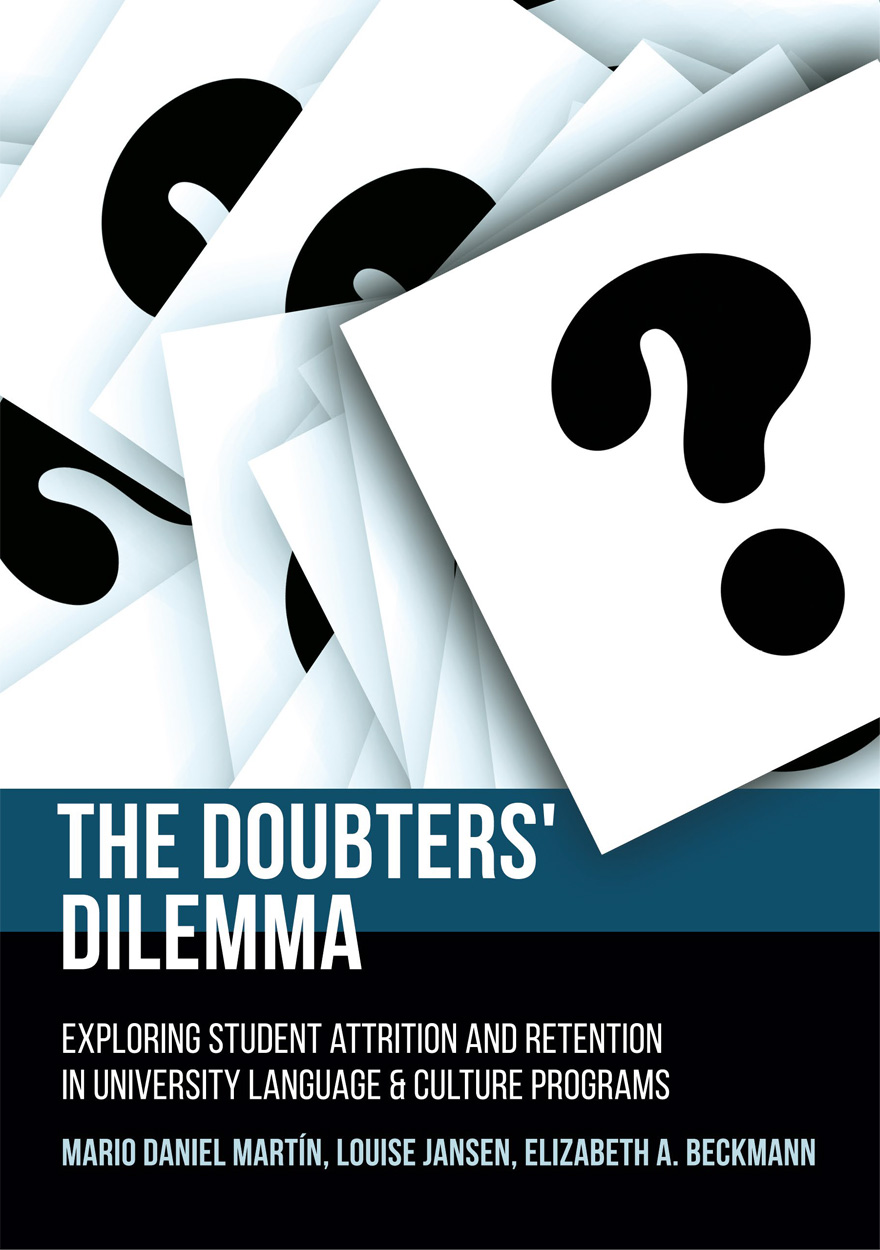 ?
THE DOUBTERS'
DILEMMA
EXPLORING STUDENT ATTRITION AND RETENTION
IN UNIVERSITY LANGUAGE & CULTURE PROGRAMS
MARIO DANIEL MARTÍN, LOUISE JANSEN, ELIZABETH A. BECKMANN